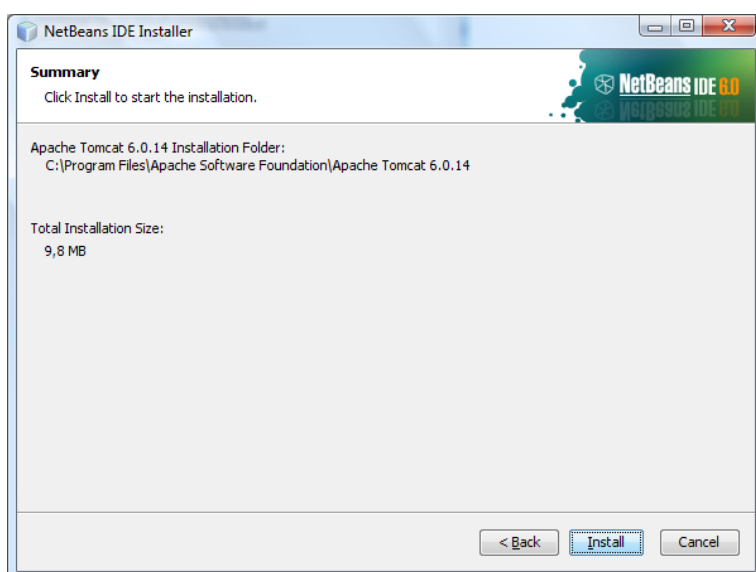 NetBeans IDE Installer
Summary
Click Install to start the installation.
NetBeans IDE 6.0
Apache Tomcat 6.0.14 Installation Folder:
C:\Program Files\Apache Software Foundation\Apache Tomcat 6.0.14
Total Installation Size:
9,8 MB
< Back Install Cancel